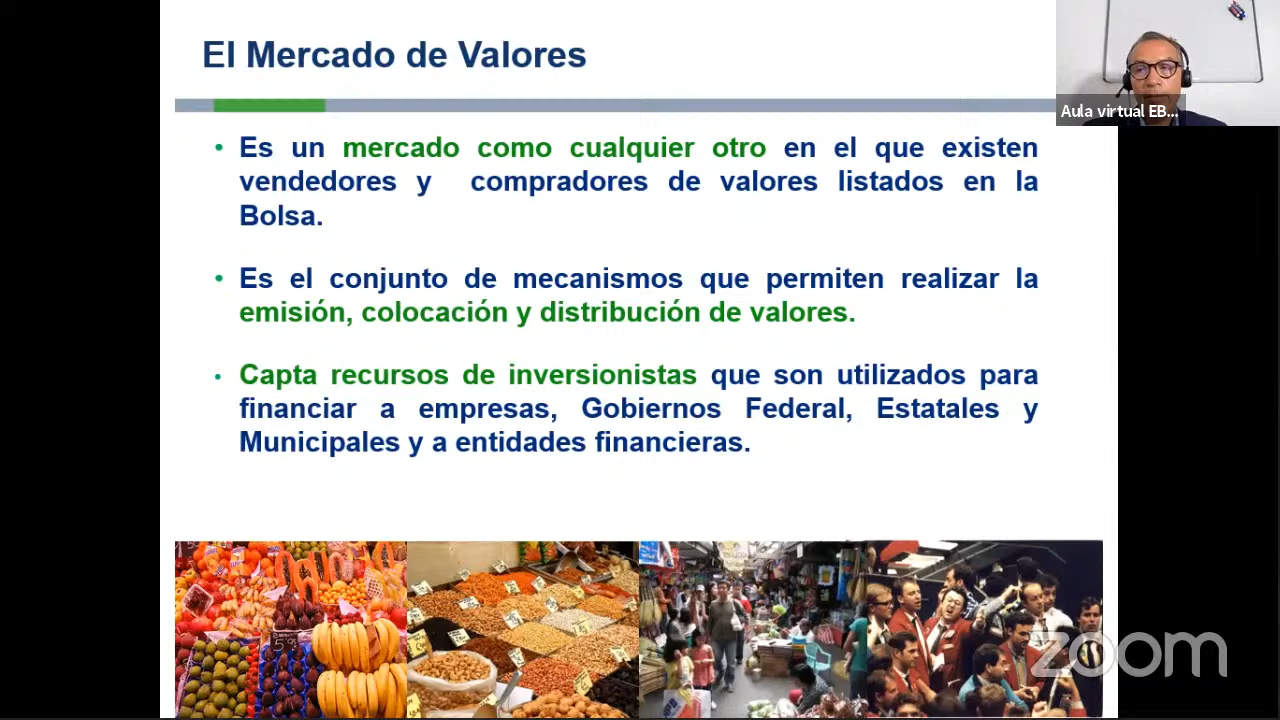 El Mercado de Valores
Aula virtual EB...
• Es un mercado como cualquier otro en el que existen
vendedores y compradores de valores listados en la
Bolsa.
• Es el conjunto de mecanismos que permiten realizar la
emisión, colocación y distribución de valores.
• Capta recursos de inversionistas que son utilizados para
financiar a empresas, Gobiernos Federal, Estatales y
Municipales y a entidades financieras.
zoom